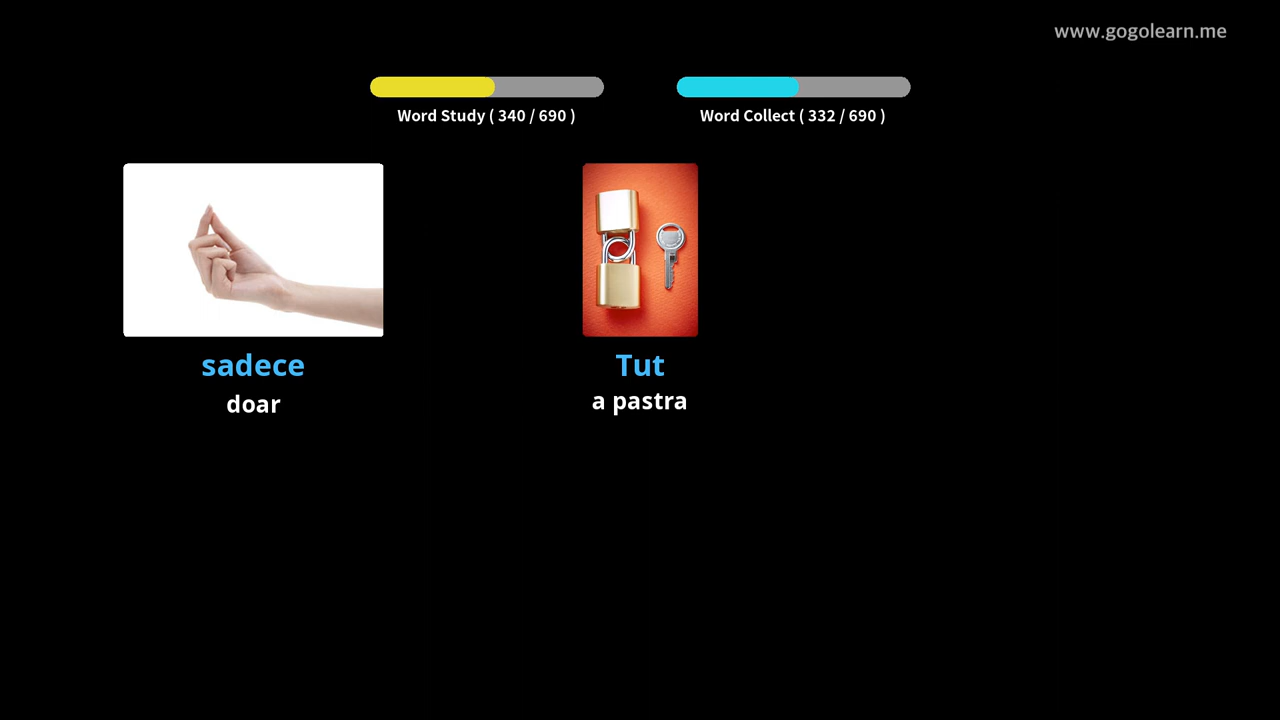 www.gogolearn.me
Word Study ( 340 / 690 )
Word Collect ( 332 / 690 )
sadece
doar
Tut
a pastra